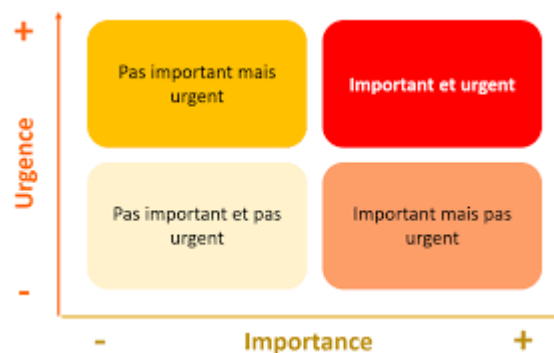 +
Urgence
-
Pas important mais
urgent
Important et urgent
Pas important et pas
urgent
Important mais pas
urgent
- Importance +